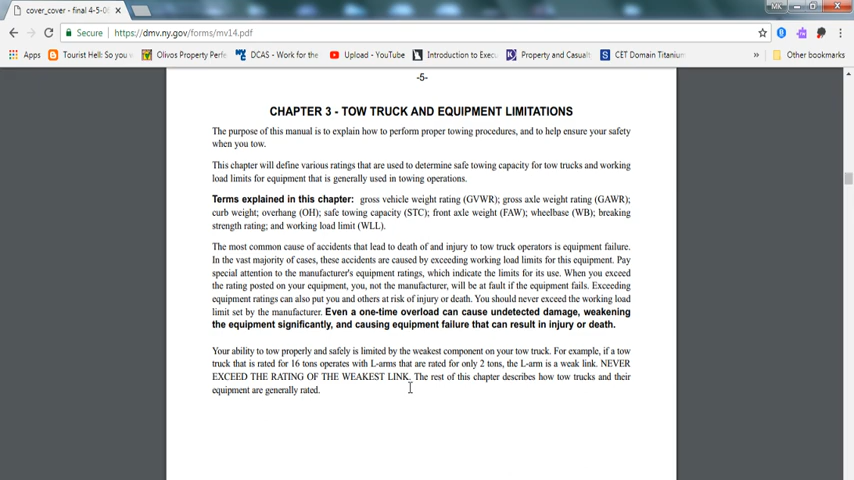 cover_cover - final 4-5-0
MK
Secure
https://dmv.ny.gov/forms/mv14.pdf
Apps
Tourist Hell: So you
Olivos Property Perfe
DCAS - Work for the
Upload - YouTube
Introduction to Execu
Property and Casualty
CET Domain Titanium
»
Other bookmarks
-5-
CHAPTER 3 - TOW TRUCK AND EQUIPMENT LIMITATIONS
The purpose of this manual is to explain how to perform proper towing procedures, and to help ensure your safety
when you tow.
This chapter will define various ratings that are used to determine safe towing capacity for tow trucks and working
load limits for equipment that is generally used in towing operations.
Terms explained in this chapter: gross vehicle weight rating (GVWR); gross axle weight rating (GAWR);
curb weight; overhang (OH); safe towing capacity (STC); front axle weight (FAW); wheelbase (WB); breaking
strength rating; and working load limit (WLL).
The most common cause of accidents that lead to death of and injury to tow truck operators is equipment failure.
In the vast majority of cases, these accidents are caused by exceeding working load limits for this equipment. Pay
special attention to the manufacturer's equipment ratings, which indicate the limits for its use. When you exceed
the rating posted on your equipment, you, not the manufacturer, will be at fault if the equipment fails. Exceeding
equipment ratings can also put you and others at risk of injury or death. You should never exceed the working load
limit set by the manufacturer. Even a one-time overload can cause undetected damage, weakening
the equipment significantly, and causing equipment failure that can result in injury or death.
Your ability to tow properly and safely is limited by the weakest component on your tow truck. For example, if a tow
truck that is rated for 16 tons operates with L-arms that are rated for only 2 tons, the L-arm is a weak link. NEVER
EXCEED THE RATING OF THE WEAKEST LINK. The rest of this chapter describes how tow trucks and their
equipment are generally rated.